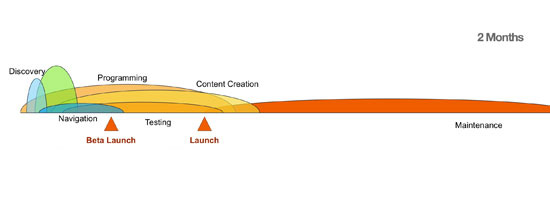 2 Months
Discovery
Programming
Content Creation
Navigation
Testing
Maintenance
Beta Launch
Launch